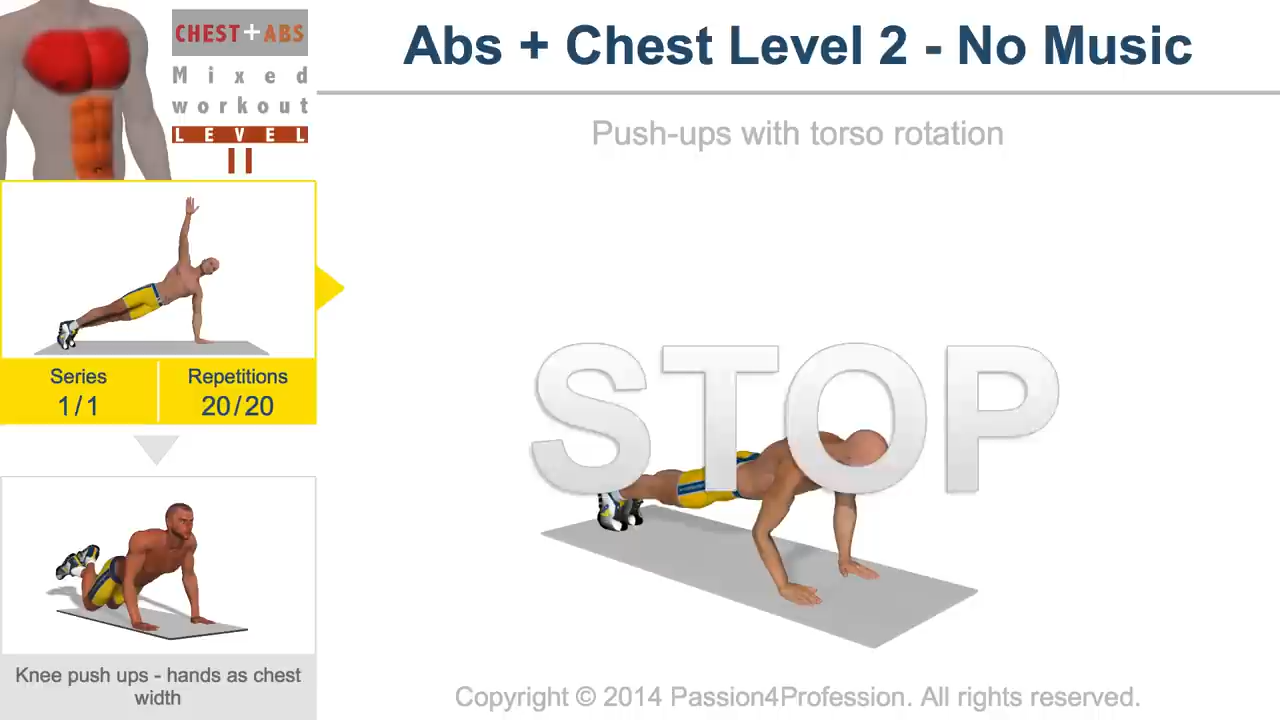 CHEST+ABS
Mixed
workout
LEVEL
II
Abs + Chest Level 2 - No Music
Push-ups with torso rotation
Series
1/1
Repetitions
20/20
STOP
Knee push ups - hands as chest
width
Copyright © 2014 Passion4Profession. All rights reserved.